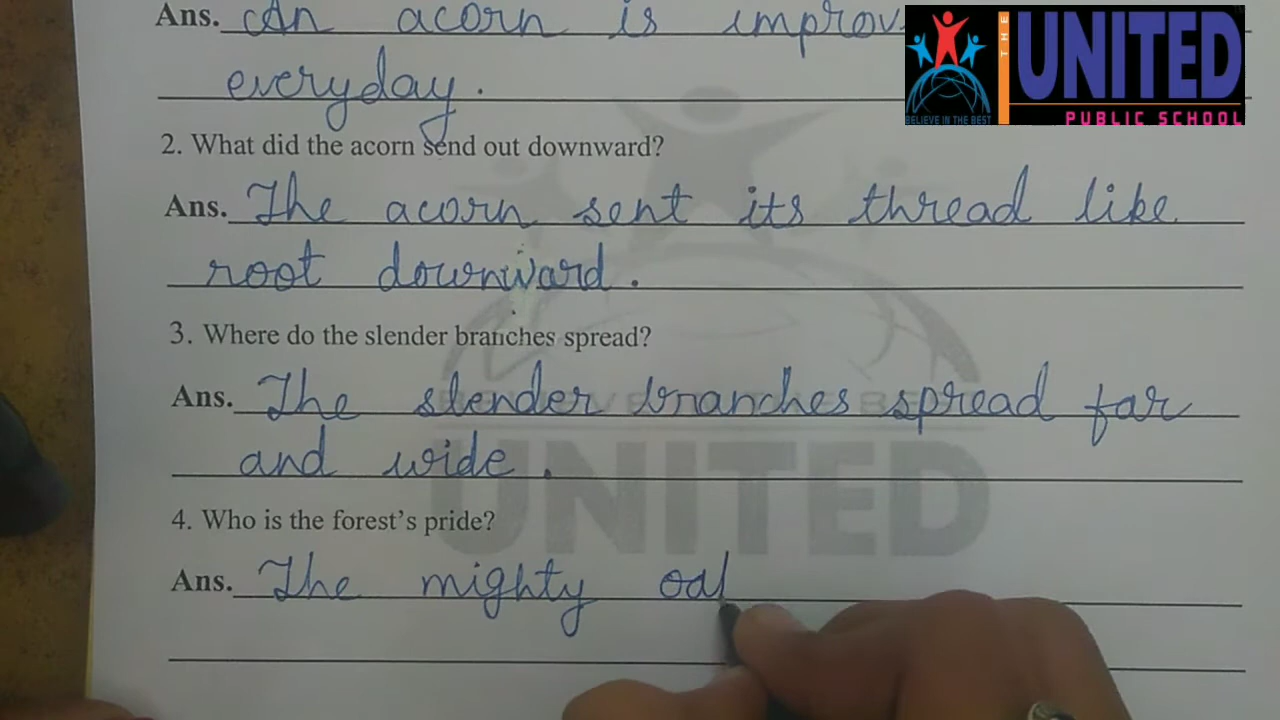 Ans. An acorn is improv
THE UNITED
everyday.
BELIEVE IN THE BEST
PUBLIC SCHOOL
2. What did the acorn send out downward?
Ans. The acorn sent its thread like
root downward.
3. Where do the slender branches spread?
Ans. The slender branches spread far
and wide.
UNITED
4. Who is the forest's pride?
Ans. The mighty oa